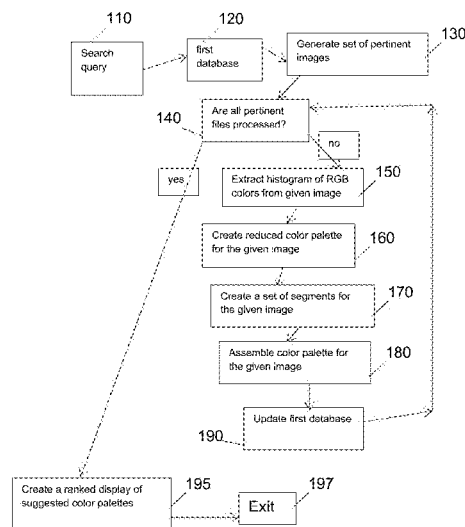 110
Search
query
120
first
database
130
Generate set of pertinent
images
140
Are all pertinent
files processed?
no
yes
150
Extract histogram of RGB
colors from given image
160
Create reduced color palette
for the given image
170
Create a set of segments for
the given image
180
Assemble color palette for
the given image
190
Update first database
195
Create a ranked display of
suggested color palettes
197
Exit